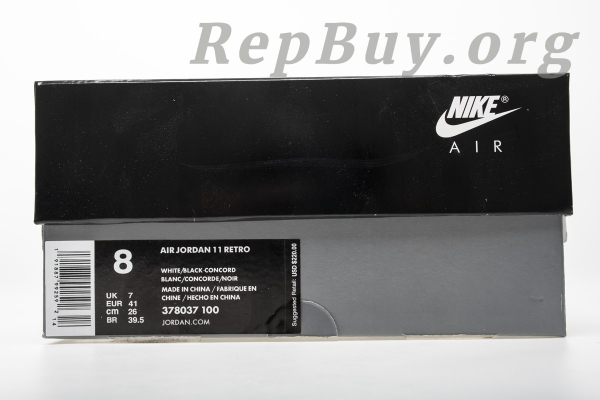 RepBuy.org
NIKE®
AIR
8
AIR JORDAN 11 RETRO
WHITE/BLACK-CONCORD
BLANC/CONCORDE/NOIR
MADE IN CHINA / FABRIQUE EN
CHINE / HECHO EN CHINA
378037 100
JORDAN.COM
UK 7
EUR 41
cm 26
BR 39.5
Suggested Retail: USD $220.00